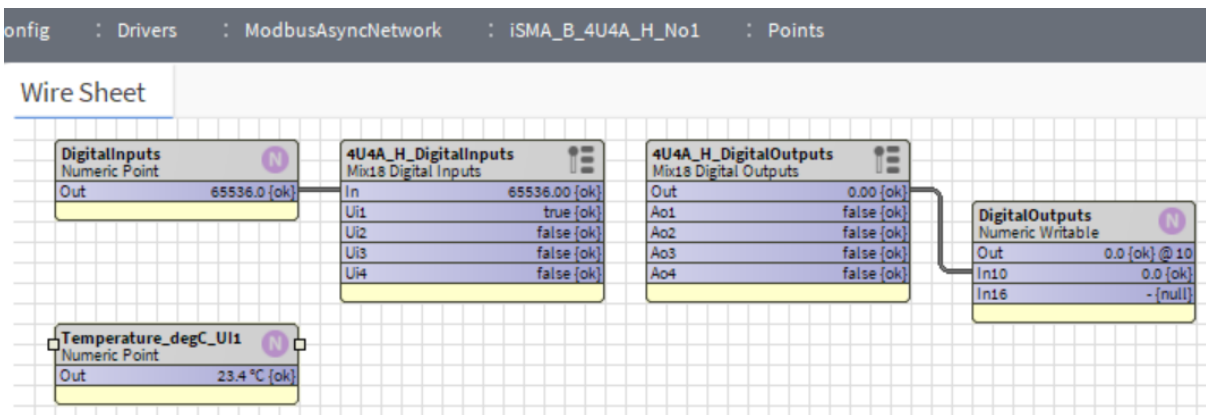 onfig : Drivers : ModbusAsyncNetwork : iSMA_B_4U4A_H_No1 : Points
Wire Sheet
DigitalInputs
Numeric Point
N
Out 65536.0 {ok}
4U4A_H_DigitalInputs
Mix18 Digital Inputs
In 65536.00 {ok}
Ui1 true {ok}
Ui2 false {ok}
Ui3 false {ok}
Ui4 false {ok}
4U4A_H_DigitalOutputs
Mix18 Digital Outputs
Out 0.00 {ok}
Ao1 false {ok}
Ao2 false {ok}
Ao3 false {ok}
Ao4 false {ok}
DigitalOutputs
Numeric Writable
N
Out 0.0 {ok} @ 10
In10 0.0 {ok}
In16 - {null}
Temperature_degC_UI1
Numeric Point
N
Out 23.4 °C {ok}